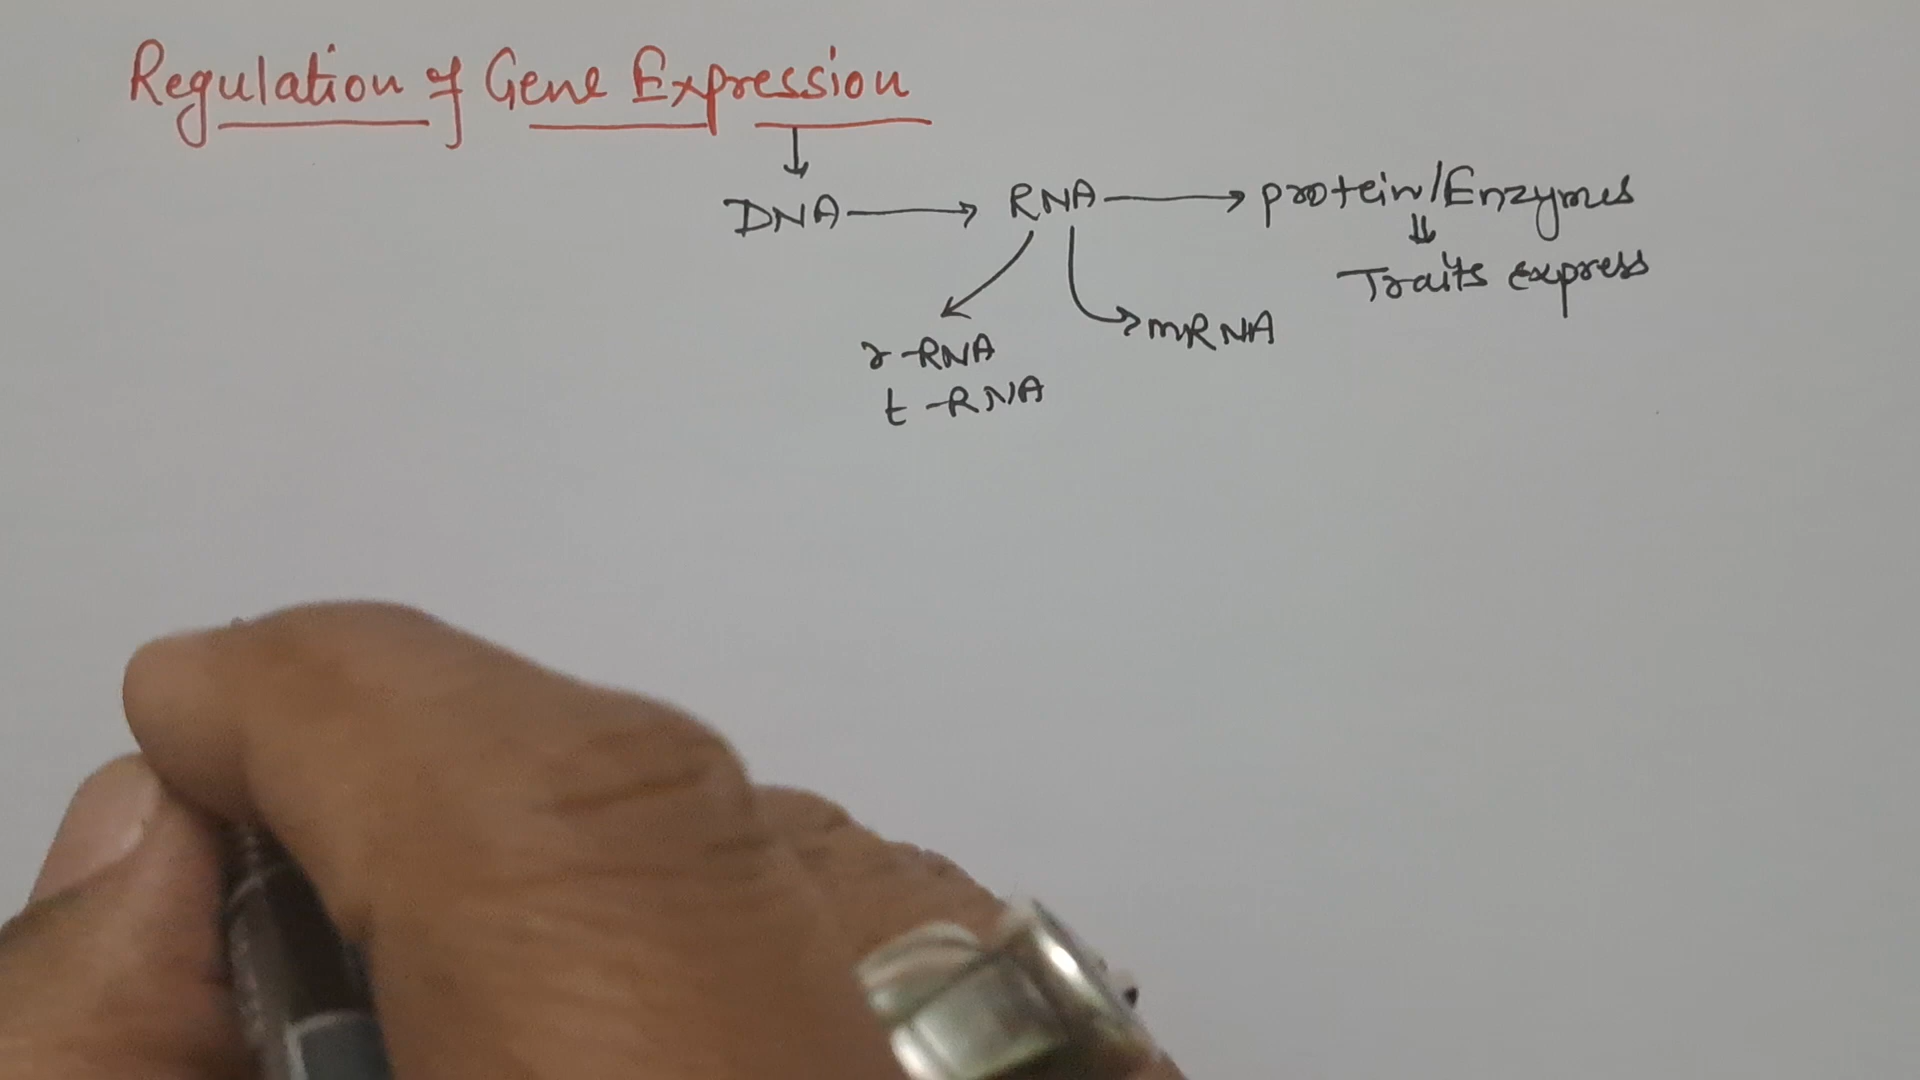 Regulation of Gene Expression
DNA → RNA → protein/Enzymes
Traits express
mRNA
r-RNA
t-RNA